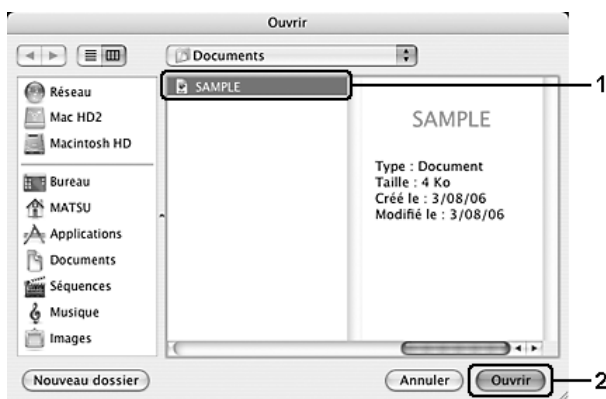 Ouvrir
Documents
SAMPLE
1
Réseau
Mac HD2
Macintosh HD
Bureau
MATSU
Applications
Documents
Séquences
Musique
Images
SAMPLE
Type : Document
Taille : 4 Ko
Créé le : 3/08/06
Modifié le : 3/08/06
Nouveau dossier
Annuler
Ouvrir
2